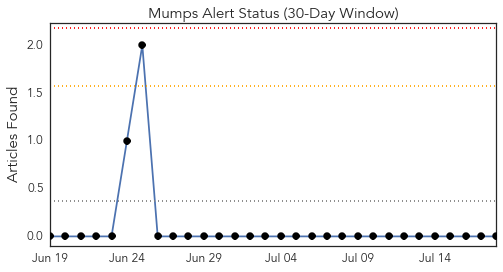 Mumps Alert Status (30-Day Window)
Articles Found
2.0
1.5
1.0
0.5
0.0
Jun 19 Jun 24 Jun 29 Jul 04 Jul 09 Jul 14